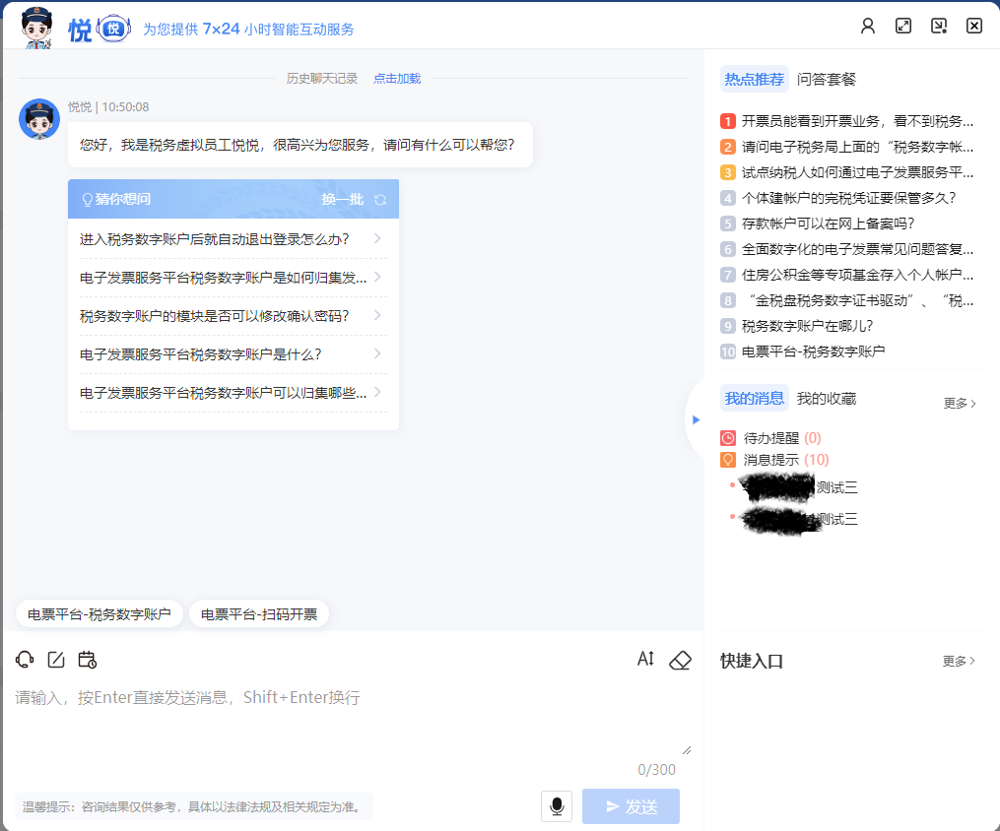 悦 悦 为您提供 7×24 小时智能互动服务
历史聊天记录 点击加载
悦悦 | 10:50:08
您好，我是税务虚拟员工悦悦，很高兴为您服务，请问有什么可以帮您？
猜你想问 换一批
进入税务数字账户后就自动退出登录怎么办？
电子发票服务平台税务数字账户是如何归集发...
税务数字账户的模块是否可以修改确认密码？
电子发票服务平台税务数字账户是什么？
电子发票服务平台税务数字账户可以归集哪些...
电票平台-税务数字账户 电票平台-扫码开票
请输入，按Enter直接发送消息，Shift+Enter换行
0/300
温馨提示：咨询结果仅供参考，具体以法律法规及相关规定为准。
发送
热点推荐 问答套餐
1 开票员能看到开票业务，看不到税务...
2 请问电子税务局上面的“税务数字帐...
3 试点纳税人如何通过电子发票服务平...
4 个体建帐户的完税凭证要保管多久？
5 存款帐户可以在网上备案吗？
6 全面数字化的电子发票常见问题答复...
7 住房公积金等专项基金存入个人帐户...
8 “金税盘税务数字证书驱动”、“税...
9 税务数字账户在哪儿？
10 电票平台-税务数字账户
我的消息 我的收藏 更多
待办提醒 (0)
消息提示 (10)
测试三
测试三
快捷入口 更多